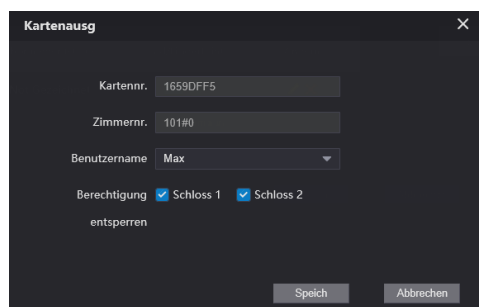 Kartenausg
Kartennr. 1659DFF5
Zimmernr. 101#0
Benutzername Max
Berechtigung Schloss 1 Schloss 2
entsperren
Speich Abbrechen